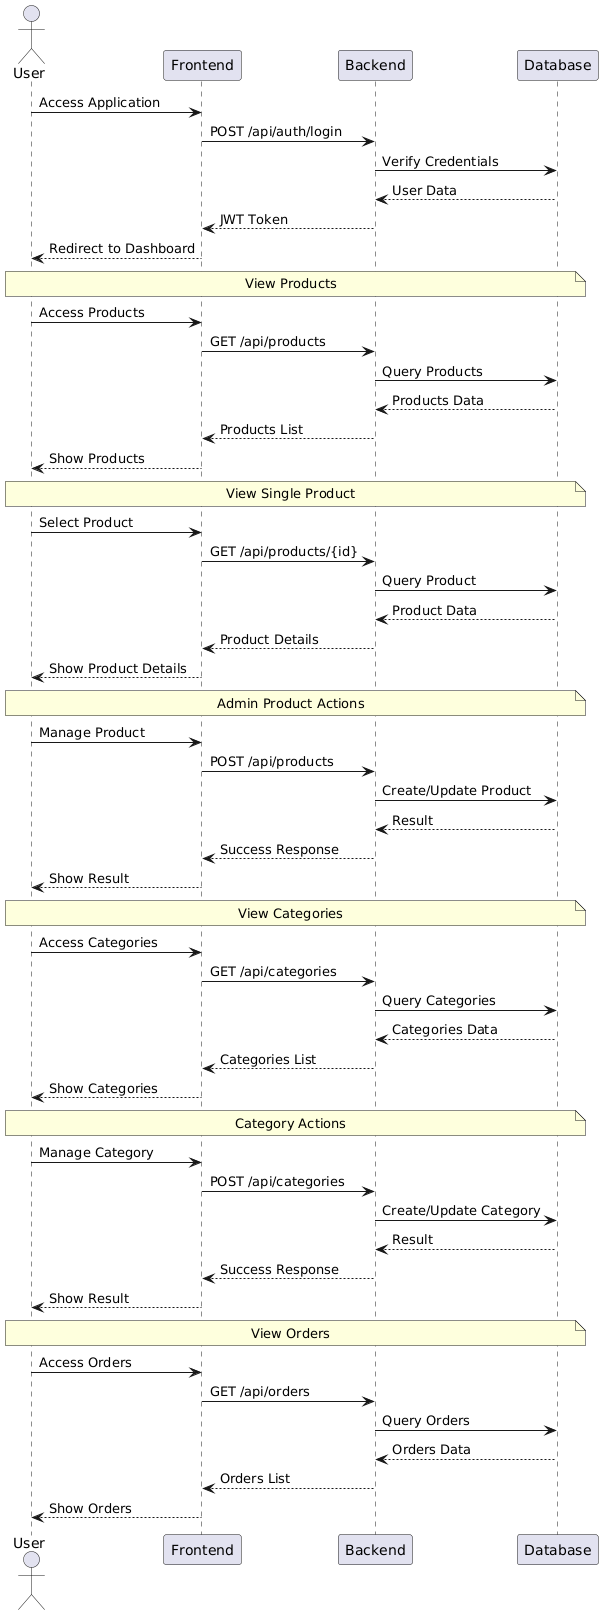 User
Frontend
Backend
Database
Access Application
POST /api/auth/login
Verify Credentials
User Data
JWT Token
Redirect to Dashboard
View Products
Access Products
GET /api/products
Query Products
Products Data
Products List
Show Products
View Single Product
Select Product
GET /api/products/{id}
Query Product
Product Data
Product Details
Show Product Details
Admin Product Actions
Manage Product
POST /api/products
Create/Update Product
Result
Success Response
Show Result
View Categories
Access Categories
GET /api/categories
Query Categories
Categories Data
Categories List
Show Categories
Category Actions
Manage Category
POST /api/categories
Create/Update Category
Result
Success Response
Show Result
View Orders
Access Orders
GET /api/orders
Query Orders
Orders Data
Orders List
Show Orders
User
Frontend
Backend
Database